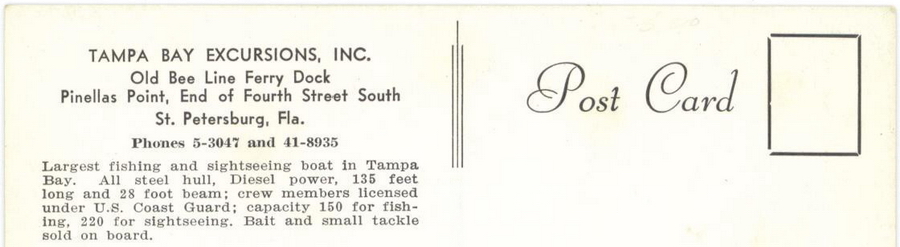 TAMPA BAY EXCURSIONS, INC.
Old Bee Line Ferry Dock
Pinellas Point, End of Fourth Street South
St. Petersburg, Fla.
Phones 5-3047 and 41-8935
Largest fishing and sightseeing boat in Tampa
Bay. All steel hull, Diesel power, 135 feet
long and 28 foot beam; crew members licensed
under U.S. Coast Guard; capacity 150 for fish-
ing, 220 for sightseeing. Bait and small tackle
sold on board.
Post Card